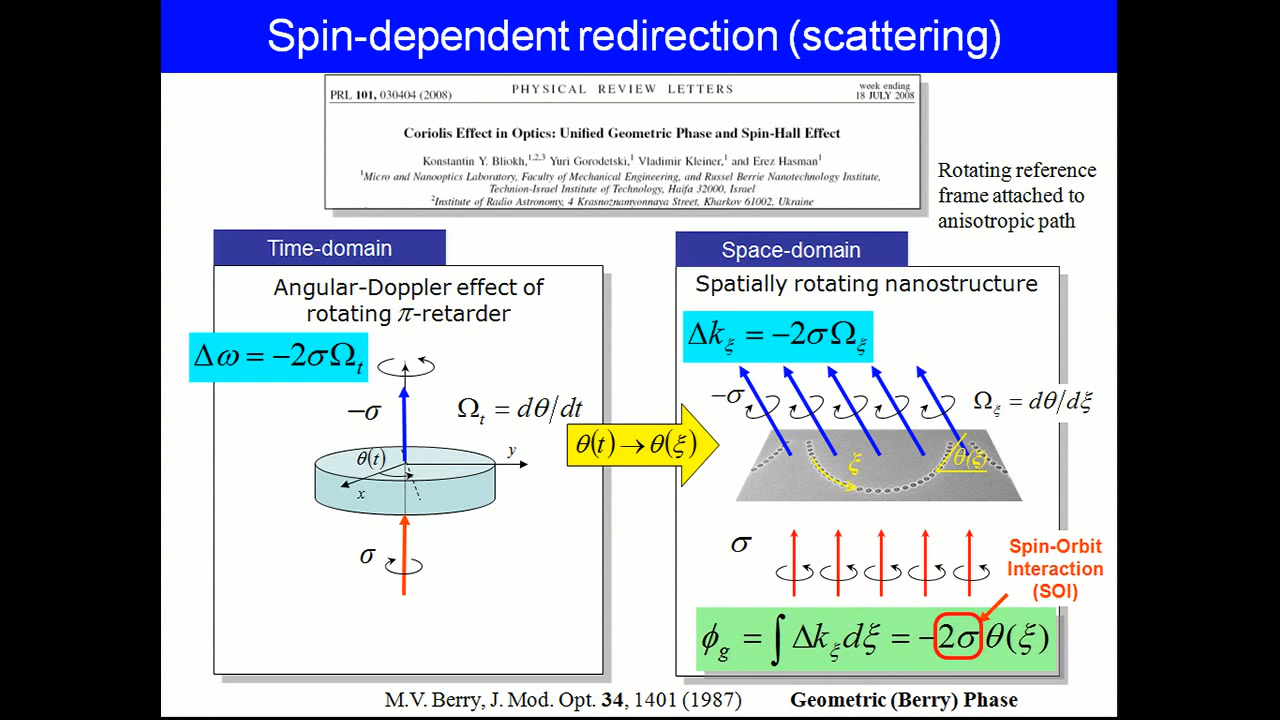 Spin-dependent redirection (scattering)
PRL 101, 030404 (2008)
PHYSICAL REVIEW LETTERS
week ending
18 JULY 2008
Coriolis Effect in Optics: Unified Geometric Phase and Spin-Hall Effect
Konstantin Y. Bliokh,1,2,3 Yuri Gorodetski,1 Vladimir Kleiner,1 and Erez Hasman1
1Micro and Nanooptics Laboratory, Faculty of Mechanical Engineering, and Russel Berrie Nanotechnology Institute,
Technion-Israel Institute of Technology, Haifa 32000, Israel
2Institute of Radio Astronomy, 4 Krasnoznamyonnaya Street, Kharkov 61002, Ukraine
Rotating reference
frame attached to
anisotropic path
Time-domain
Angular-Doppler effect of
rotating π-retarder
Δω = −2σΩt
−σ
Ωt = dθ/dt
θ(t)
y
x
σ
θ(t) → θ(ξ)
Space-domain
Spatially rotating nanostructure
Δkξ = −2σΩξ
−σ
Ωξ = dθ/dξ
ξ
θ(ξ)
σ
Spin-Orbit
Interaction
(SOI)
ϕg = ∫Δkξdξ = −2σθ(ξ)
M.V. Berry, J. Mod. Opt. 34, 1401 (1987)
Geometric (Berry) Phase